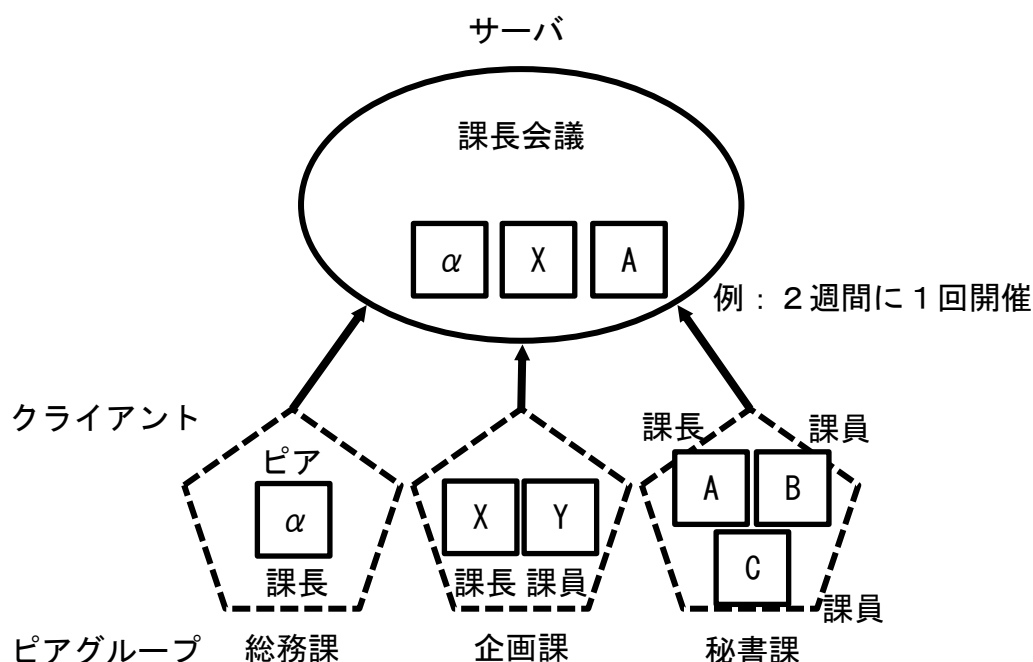 サーバ
課長会議
α X A
例：２週間に１回開催
クライアント
ピア
α
課長
X Y
課長 課員
課長 課員
A B
C
課員
ピアグループ 総務課 企画課 秘書課